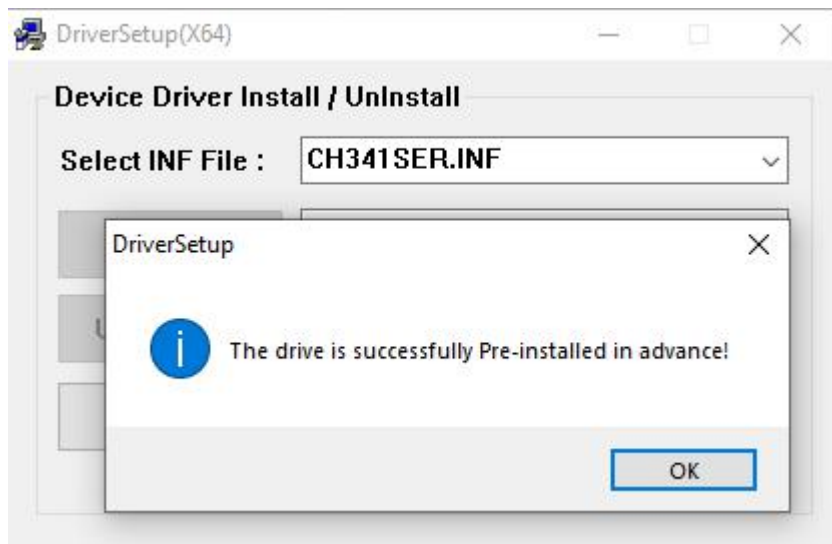 DriverSetup(X64)
Device Driver Install / UnInstall
Select INF File :
CH341SER.INF
DriverSetup
The drive is successfully Pre-installed in advance!
OK